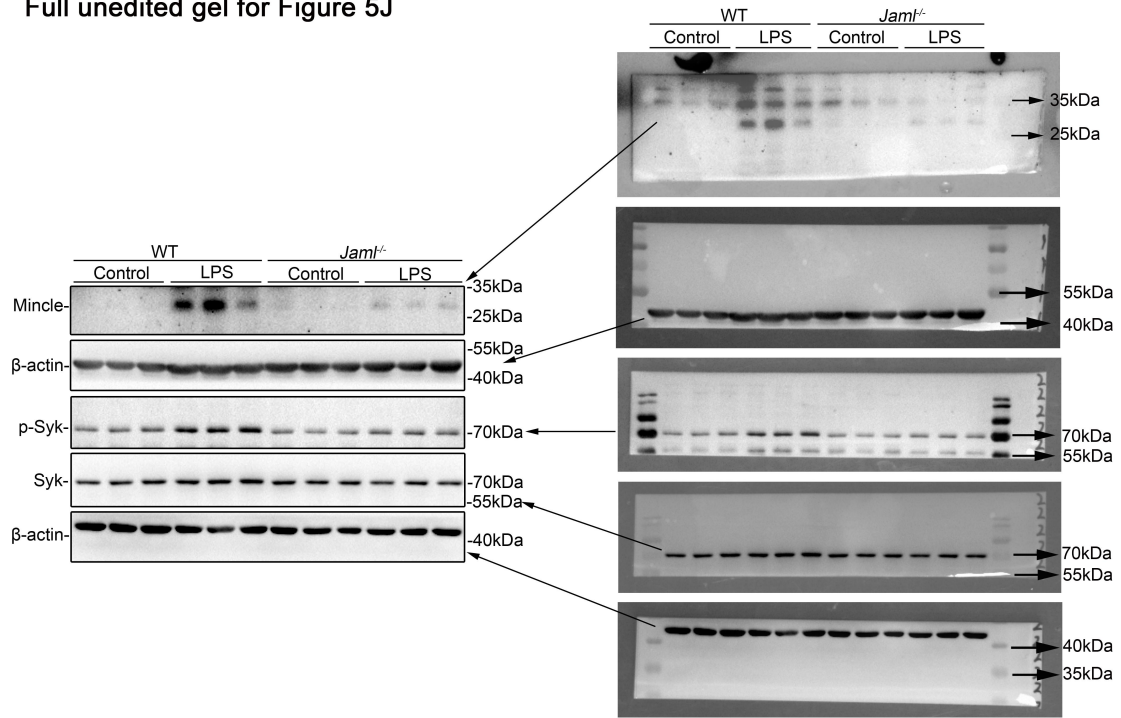 Full unedited gel for Figure 5J
WT Jaml-/-
Control LPS Control LPS
35kDa
25kDa
55kDa
40kDa
70kDa
55kDa
70kDa
55kDa
40kDa
35kDa
WT Jaml-/-
Control LPS Control LPS
Mincle- -35kDa
-25kDa
β-actin- -55kDa
-40kDa
p-Syk- -70kDa
Syk- -70kDa
-55kDa
β-actin- -40kDa